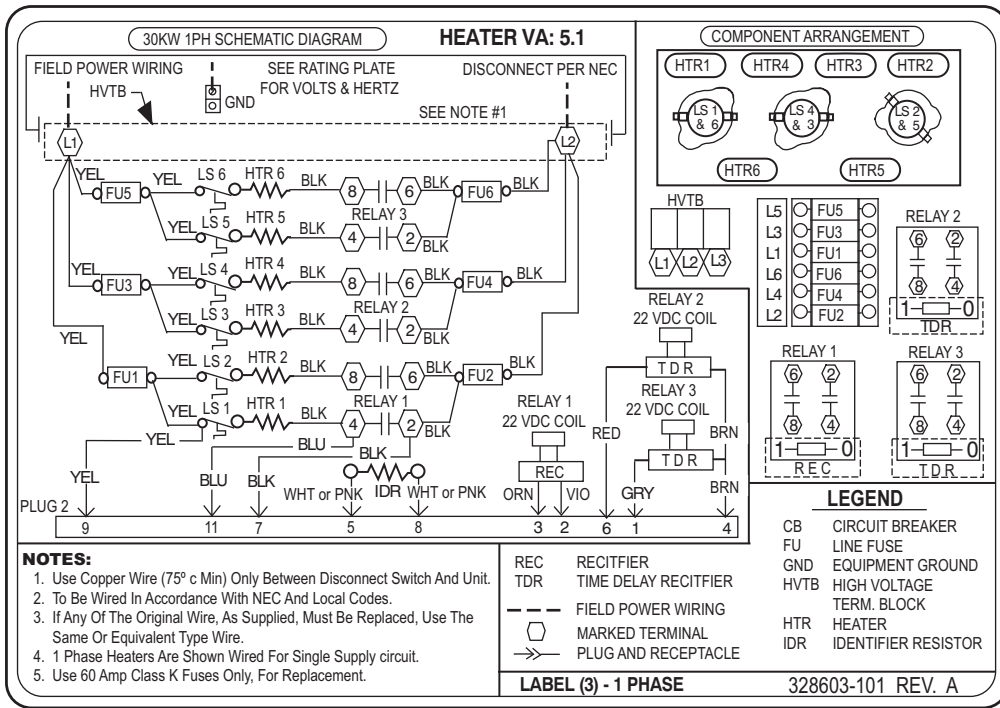 30KW 1PH SCHEMATIC DIAGRAM
HEATER VA: 5.1
FIELD POWER WIRING
SEE RATING PLATE
FOR VOLTS & HERTZ
DISCONNECT PER NEC
HVTB
GND
SEE NOTE #1
L1
L2
YEL FU5 YEL LS 6 HTR 6 BLK 8 6 BLK FU6 BLK
RELAY 3
YEL LS 5 HTR 5 BLK 4 2 BLK
YEL FU3 YEL LS 4 HTR 4 BLK 8 6 BLK FU4 BLK
RELAY 2
YEL LS 3 HTR 3 BLK 4 2 BLK
YEL
FU1 YEL LS 2 HTR 2 BLK 8 6 BLK FU2 BLK
RELAY 1
YEL LS 1 HTR 1 BLK 4 2 BLK
YEL
BLU
BLK
YEL
BLU
BLK
WHT or PNK
IDR
WHT or PNK
RELAY 1
22 VDC COIL
REC
ORN
VIO
RELAY 2
22 VDC COIL
TDR
RELAY 3
22 VDC COIL
TDR
RED
BRN
GRY
BRN
PLUG 2
9 11 7 5 8 3 2 6 1 4
COMPONENT ARRANGEMENT
HTR1 HTR4 HTR3 HTR2
LS 1
& 6
LS 4
& 3
LS 2
& 5
HTR6 HTR5
HVTB
L1 L2 L3
L5 FU5
L3 FU3
L1 FU1
L6 FU6
L4 FU4
L2 FU2
RELAY 2
6 2
8 4
1 0
TDR
RELAY 1
6 2
8 4
1 0
REC
RELAY 3
6 2
8 4
1 0
TDR
NOTES:
1. Use Copper Wire (75º c Min) Only Between Disconnect Switch And Unit.
2. To Be Wired In Accordance With NEC And Local Codes.
3. If Any Of The Original Wire, As Supplied, Must Be Replaced, Use The
Same Or Equivalent Type Wire.
4. 1 Phase Heaters Are Shown Wired For Single Supply circuit.
5. Use 60 Amp Class K Fuses Only, For Replacement.
REC RECITFIER
TDR TIME DELAY RECITFIER
FIELD POWER WIRING
MARKED TERMINAL
PLUG AND RECEPTACLE
LEGEND
CB CIRCUIT BREAKER
FU LINE FUSE
GND EQUIPMENT GROUND
HVTB HIGH VOLTAGE
TERM. BLOCK
HTR HEATER
IDR IDENTIFIER RESISTOR
LABEL (3) - 1 PHASE
328603-101 REV. A